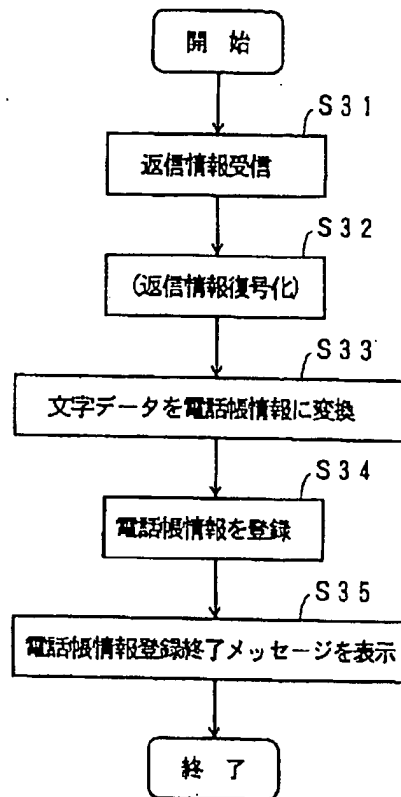 開 始
S31
返信情報受信
S32
(返信情報復号化)
S33
文字データを電話帳情報に変換
S34
電話帳情報を登録
S35
電話帳情報登録終了メッセージを表示
終 了